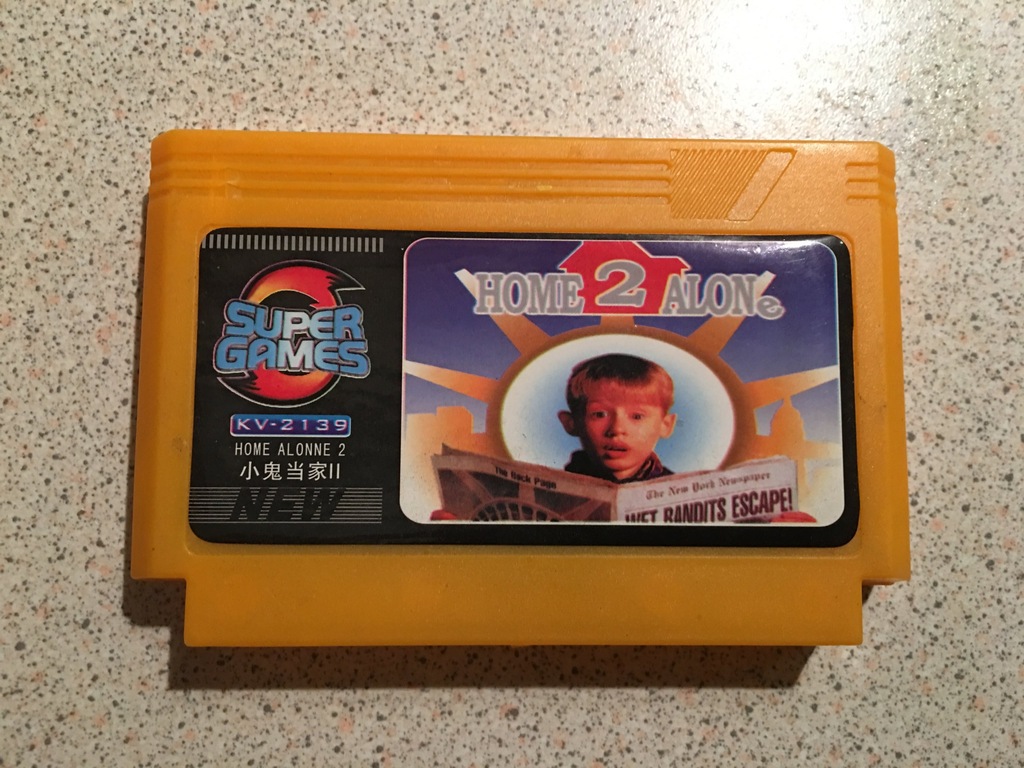 SUPER
GAMES
KV-2139
HOME ALONNE 2
小鬼当家II
NEW
HOME 2 ALONe
The Back Page
The New York Newspaper
WET BANDITS ESCAPE!